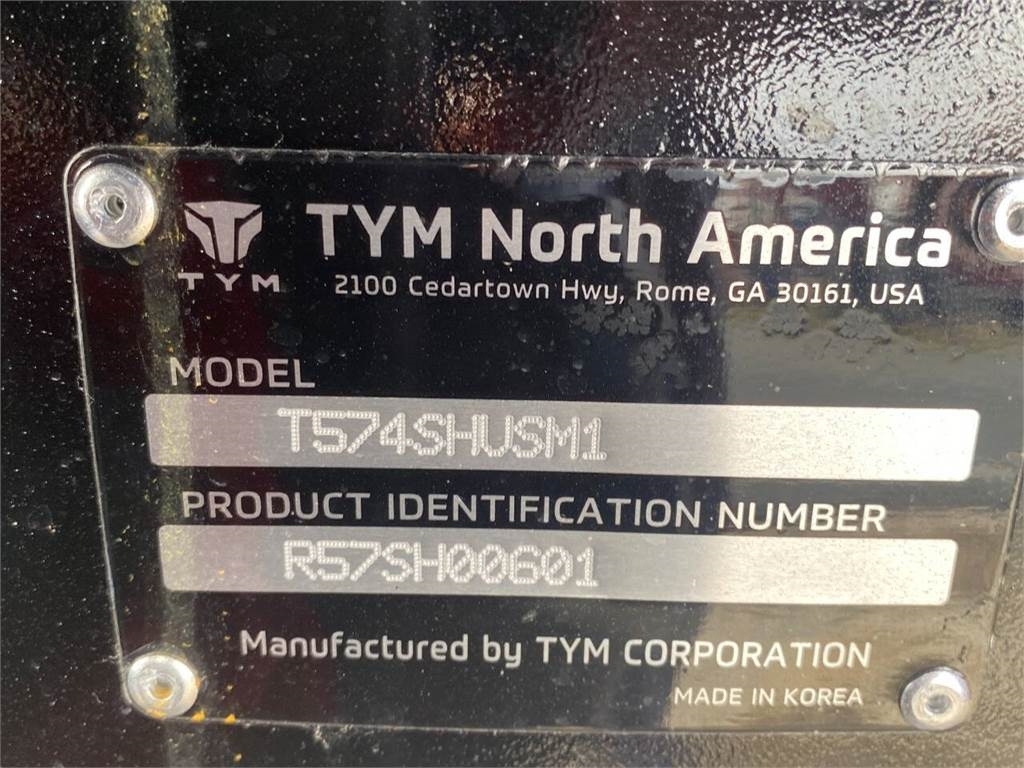 TYM
TYM North America
2100 Cedartown Hwy, Rome, GA 30161, USA
MODEL
T574SHUSM1
PRODUCT IDENTIFICATION NUMBER
R57SH00601
Manufactured by TYM CORPORATION
MADE IN KOREA